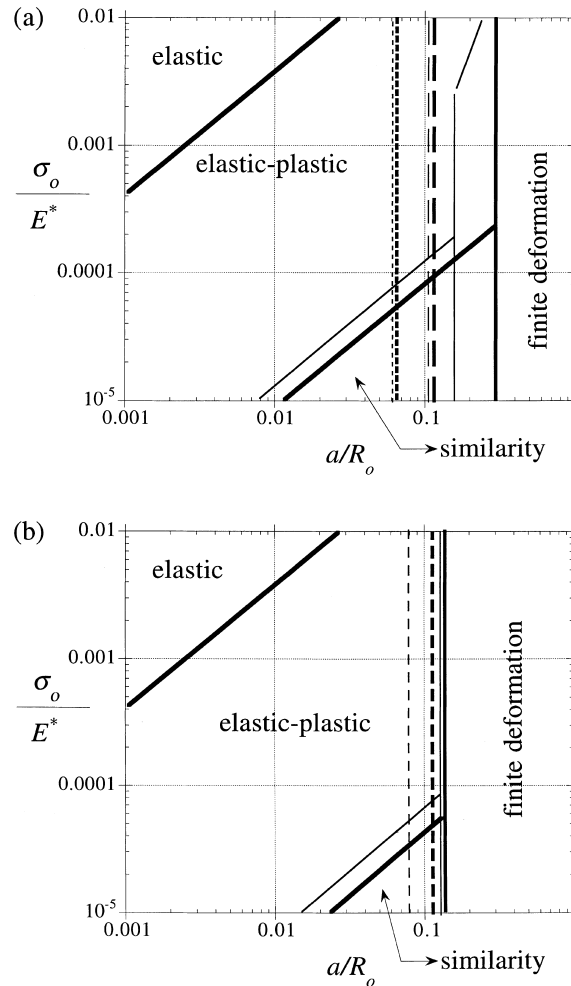 (a)
0.01
elastic
0.001
elastic-plastic
σo
E*
0.0001
finite deformation
10-5
0.001
0.01
0.1
a/Ro
similarity
(b)
0.01
elastic
0.001
σo
E*
elastic-plastic
0.0001
finite deformation
10-5
0.001
0.01
0.1
a/Ro
similarity